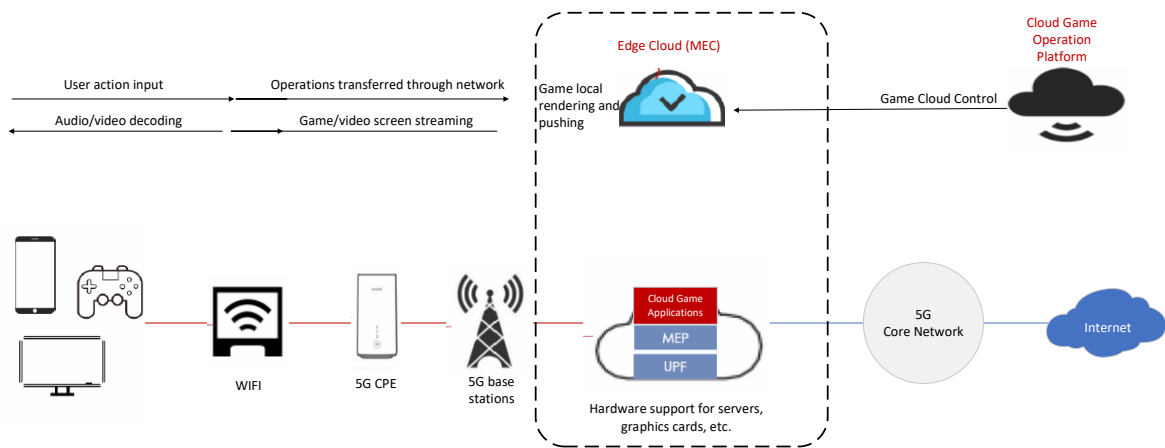 Cloud Game
Operation
Platform
Edge Cloud (MEC)
User action input
Operations transferred through network
Game local
rendering and
pushing
Game Cloud Control
Audio/video decoding
Game/video screen streaming
Cloud Game
Applications
MEP
UPF
5G
Core Network
Internet
WIFI
5G CPE
5G base
stations
Hardware support for servers,
graphics cards, etc.